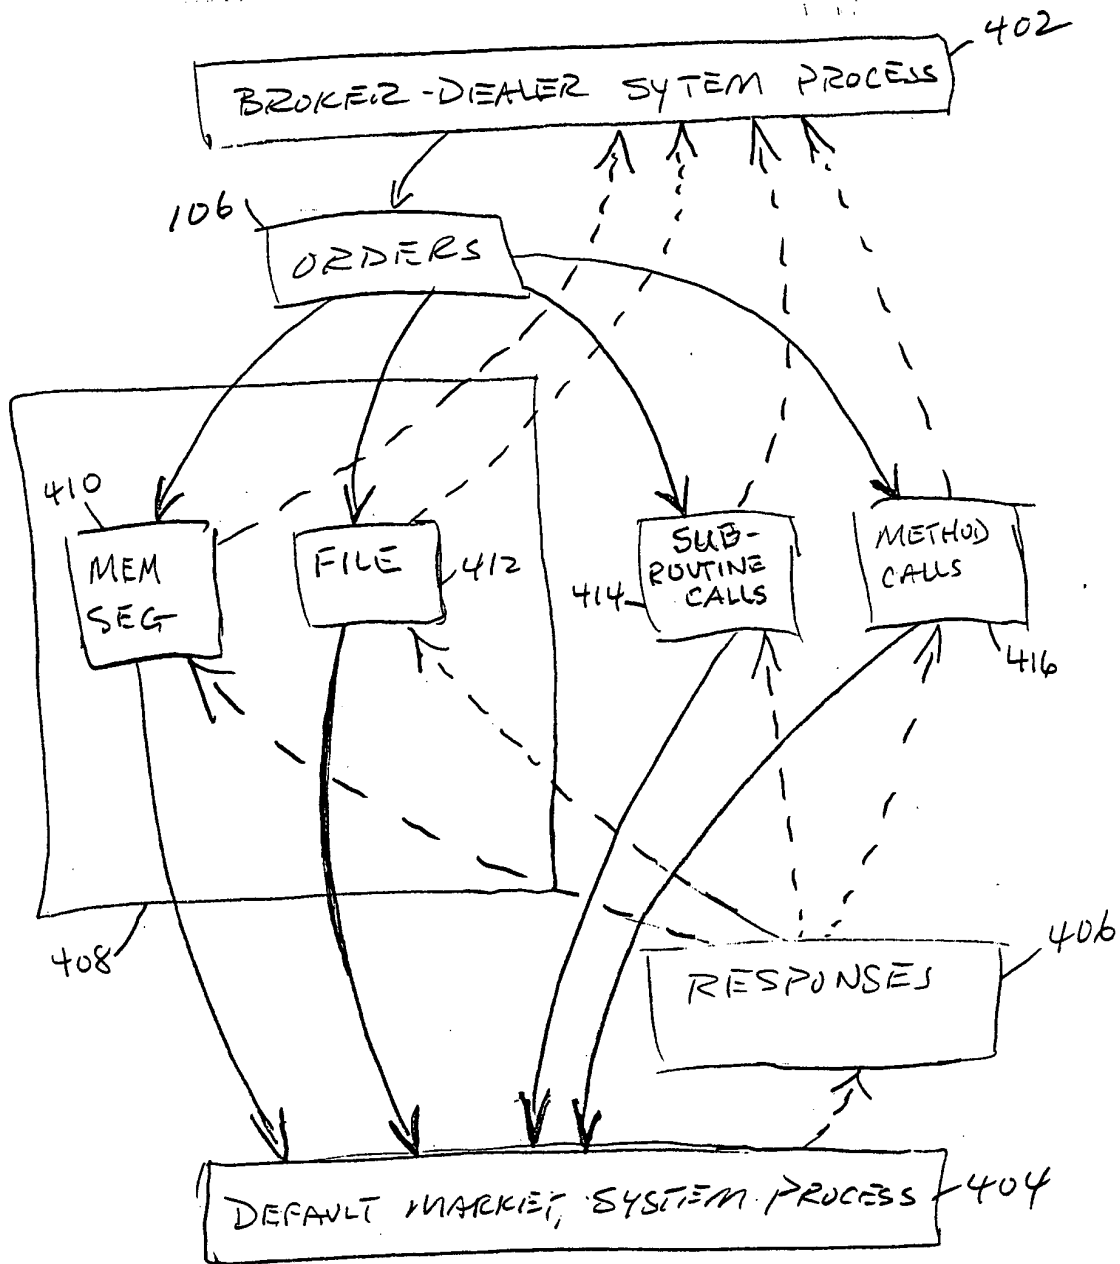 402
BROKER-DEALER SYTEM PROCESS
106
ORDERS
410
MEM
SEG
FILE
412
SUB-
ROUTINE
CALLS
414
METHOD
CALLS
416
408
406
RESPONSES
DEFAULT MARKET SYSTEM PROCESS
404